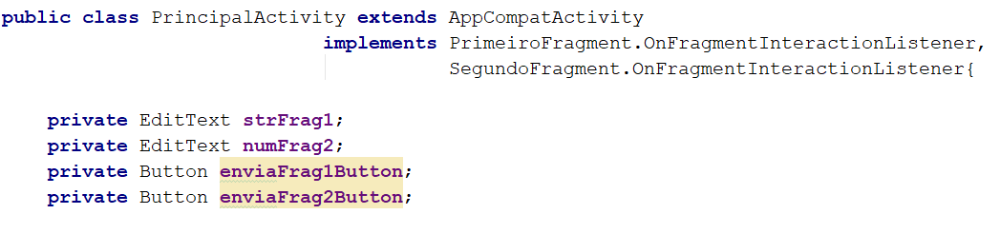 public class PrincipalActivity extends AppCompatActivity
implements PrimeiroFragment.OnFragmentInteractionListener,
SegundoFragment.OnFragmentInteractionListener{
private EditText strFrag1;
private EditText numFrag2;
private Button enviaFrag1Button;
private Button enviaFrag2Button;